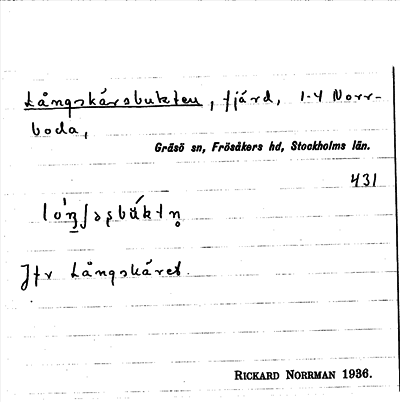 Långskärsbukten, fjärd, 1-4 Norr-
boda,
Gräsö sn, Frösåkers hd, Stockholms län.
431
Jfr Långskäret.
RICKARD NORRMAN 1936.